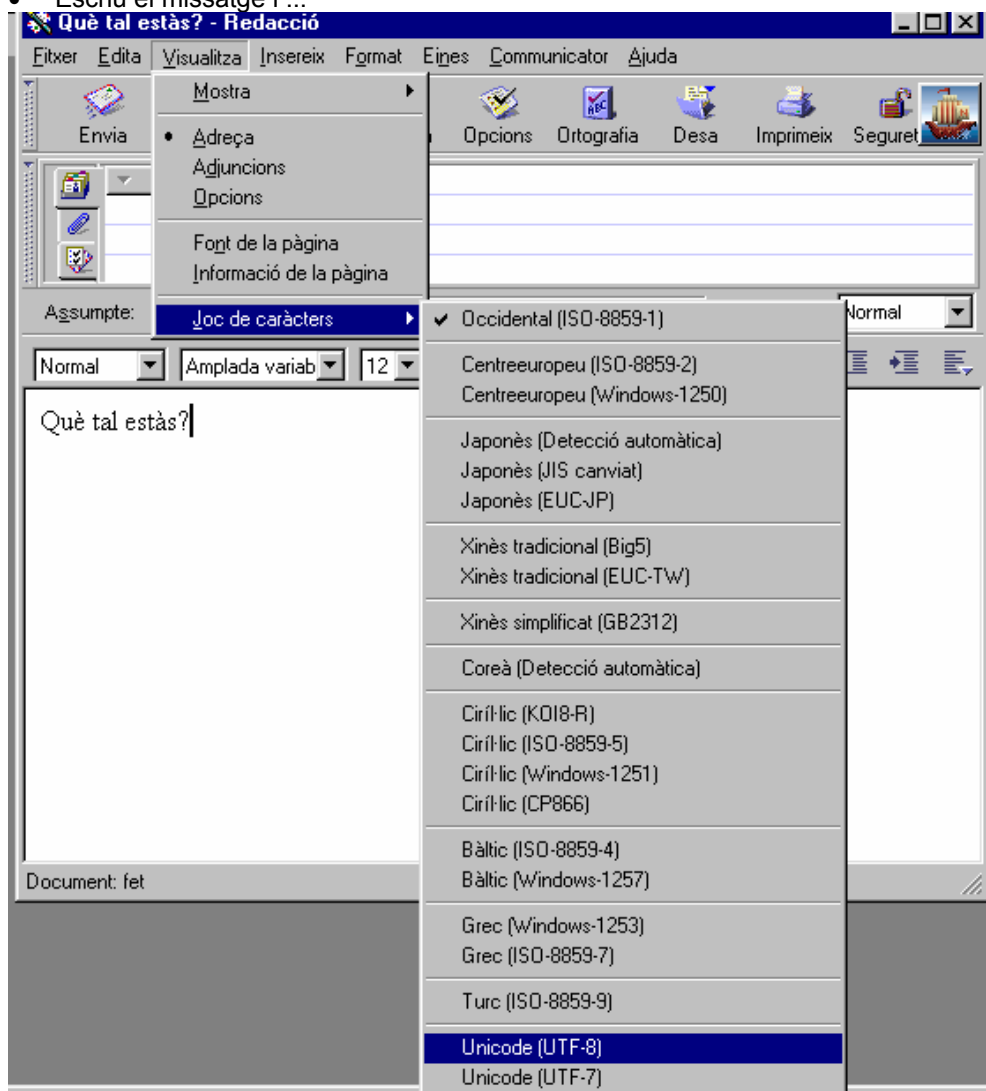 • Escriu el missatge i ...
Què tal estàs? - Redacció
Fitxer Edita Visualitza Insereix Format Eines Communicator Ajuda
Envia Opcions Ortografia Desa Imprimeix Seguret
Mostra
• Adreça
Adjuncions
Opcions
Font de la pàgina
Informació de la pàgina
Joc de caràcters
Assumpte: Normal
Normal Amplada variab 12
Què tal estàs?
✔ Occidental (ISO-8859-1)
Centreeuropeu (ISO-8859-2)
Centreeuropeu (Windows-1250)
Japonès (Detecció automàtica)
Japonès (JIS canviat)
Japonès (EUC-JP)
Xinès tradicional (Big5)
Xinès tradicional (EUC-TW)
Xinès simplificat (GB2312)
Coreà (Detecció automàtica)
Ciríl·lic (KOI8-R)
Ciríl·lic (ISO-8859-5)
Ciríl·lic (Windows-1251)
Ciríl·lic (CP866)
Bàltic (ISO-8859-4)
Bàltic (Windows-1257)
Grec (Windows-1253)
Grec (ISO-8859-7)
Turc (ISO-8859-9)
Unicode (UTF-8)
Unicode (UTF-7)
Document: fet